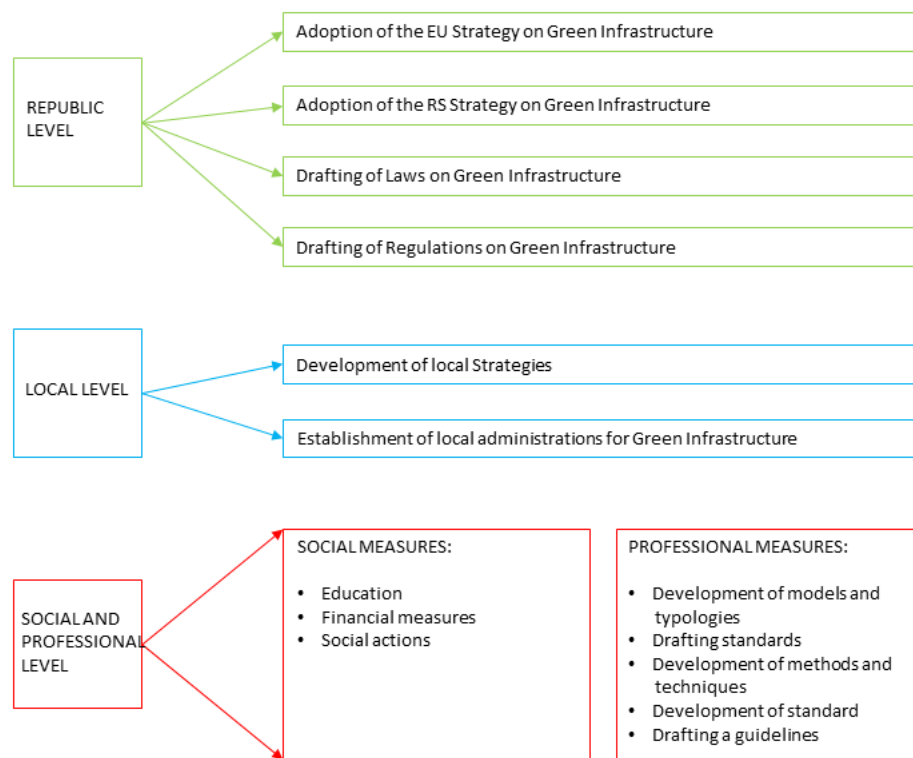 REPUBLIC
LEVEL
Adoption of the EU Strategy on Green Infrastructure
Adoption of the RS Strategy on Green Infrastructure
Drafting of Laws on Green Infrastructure
Drafting of Regulations on Green Infrastructure
LOCAL LEVEL
Development of local Strategies
Establishment of local administrations for Green Infrastructure
SOCIAL AND
PROFESSIONAL
LEVEL
SOCIAL MEASURES:
• Education
• Financial measures
• Social actions
PROFESSIONAL MEASURES:
• Development of models and
typologies
• Drafting standards
• Development of methods and
techniques
• Development of standard
• Drafting a guidelines